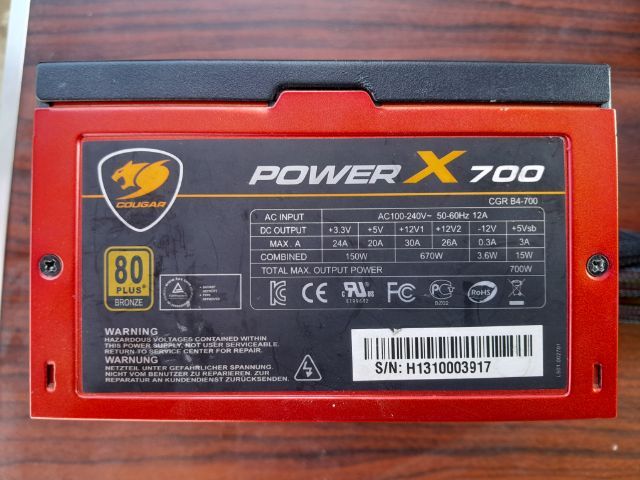 POWER X 700
COUGAR
CGR B4-700
AC INPUT AC100-240V~ 50-60Hz 12A
DC OUTPUT +3.3V +5V +12V1 +12V2 -12V +5Vsb
MAX. A 24A 20A 30A 26A 0.3A 3A
COMBINED 150W 670W 3.6W 15W
TOTAL MAX. OUTPUT POWER 700W
80
PLUS
BRONZE
CE
US
FC
RoHS
WARNING
HAZARDOUS VOLTAGES CONTAINED WITHIN
THIS POWER SUPPLY, NOT USER SERVICEABLE.
RETURN TO SERVICE CENTER FOR REPAIR.
WARNUNG
NETZTEIL UNTER GEFÄHRLICHER SPANNUNG.
NICHT VOM BENUTZER ZU REPARIEREN. ZUR
REPARATUR AN KUNDENDIENST ZURÜCKSENDEN.
S/N: H1310003917